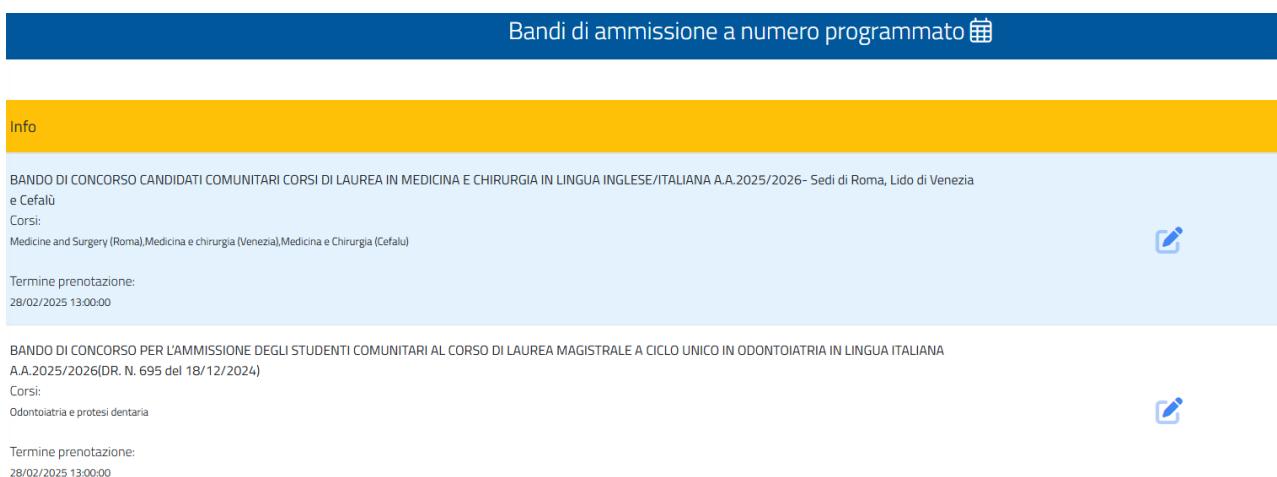 Bandi di ammissione a numero programmato
Info
BANDO DI CONCORSO CANDIDATI COMUNITARI CORSI DI LAUREA IN MEDICINA E CHIRURGIA IN LINGUA INGLESE/ITALIANA A.A.2025/2026- Sedi di Roma, Lido di Venezia
e Cefalù
Corsi:
Medicine and Surgery (Roma),Medicina e chirurgia (Venezia),Medicina e Chirurgia (Cefalu)
Termine prenotazione:
28/02/2025 13:00:00
BANDO DI CONCORSO PER L'AMMISSIONE DEGLI STUDENTI COMUNITARI AL CORSO DI LAUREA MAGISTRALE A CICLO UNICO IN ODONTOIATRIA IN LINGUA ITALIANA
A.A.2025/2026(DR. N. 695 del 18/12/2024)
Corsi:
Odontoiatria e protesi dentaria
Termine prenotazione:
28/02/2025 13:00:00